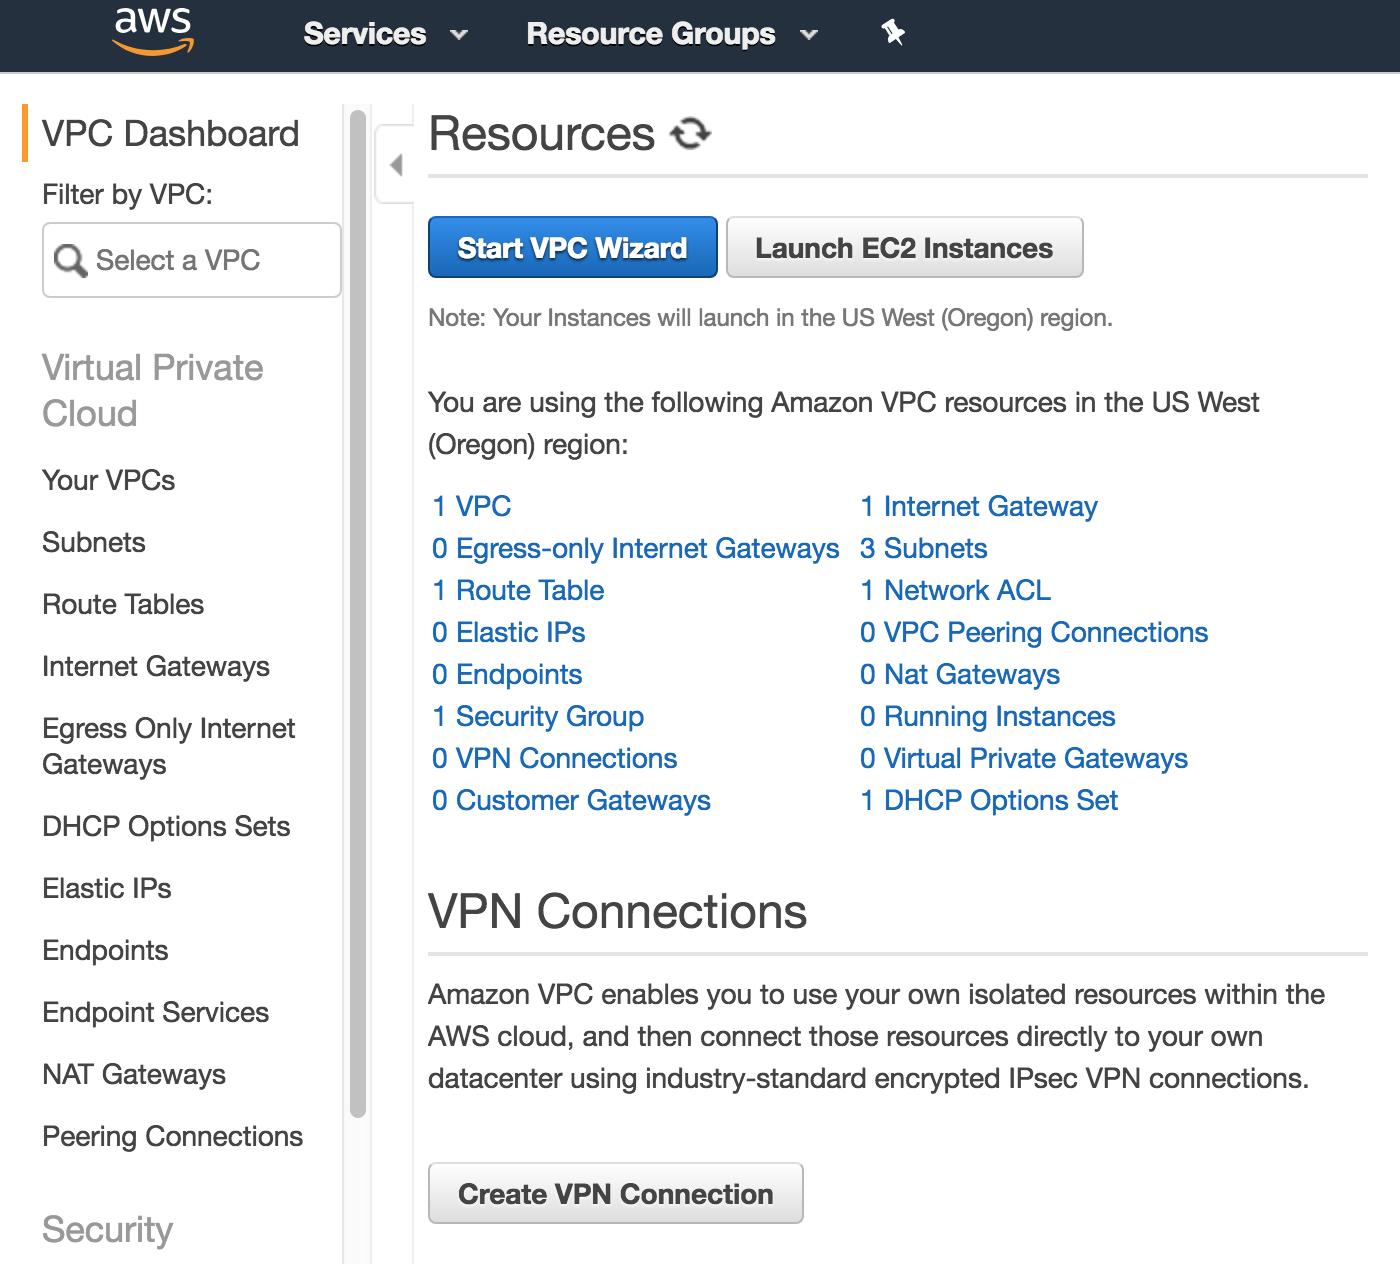 aws
Services
Resource Groups
VPC Dashboard
Filter by VPC:
Select a VPC
Virtual Private
Cloud
Your VPCs
Subnets
Route Tables
Internet Gateways
Egress Only Internet
Gateways
DHCP Options Sets
Elastic IPs
Endpoints
Endpoint Services
NAT Gateways
Peering Connections
Security
Resources
Start VPC Wizard
Launch EC2 Instances
Note: Your Instances will launch in the US West (Oregon) region.
You are using the following Amazon VPC resources in the US West
(Oregon) region:
1 VPC
1 Internet Gateway
0 Egress-only Internet Gateways
3 Subnets
1 Route Table
1 Network ACL
0 Elastic IPs
0 VPC Peering Connections
0 Endpoints
0 Nat Gateways
1 Security Group
0 Running Instances
0 VPN Connections
0 Virtual Private Gateways
0 Customer Gateways
1 DHCP Options Set
VPN Connections
Amazon VPC enables you to use your own isolated resources within the
AWS cloud, and then connect those resources directly to your own
datacenter using industry-standard encrypted IPsec VPN connections.
Create VPN Connection